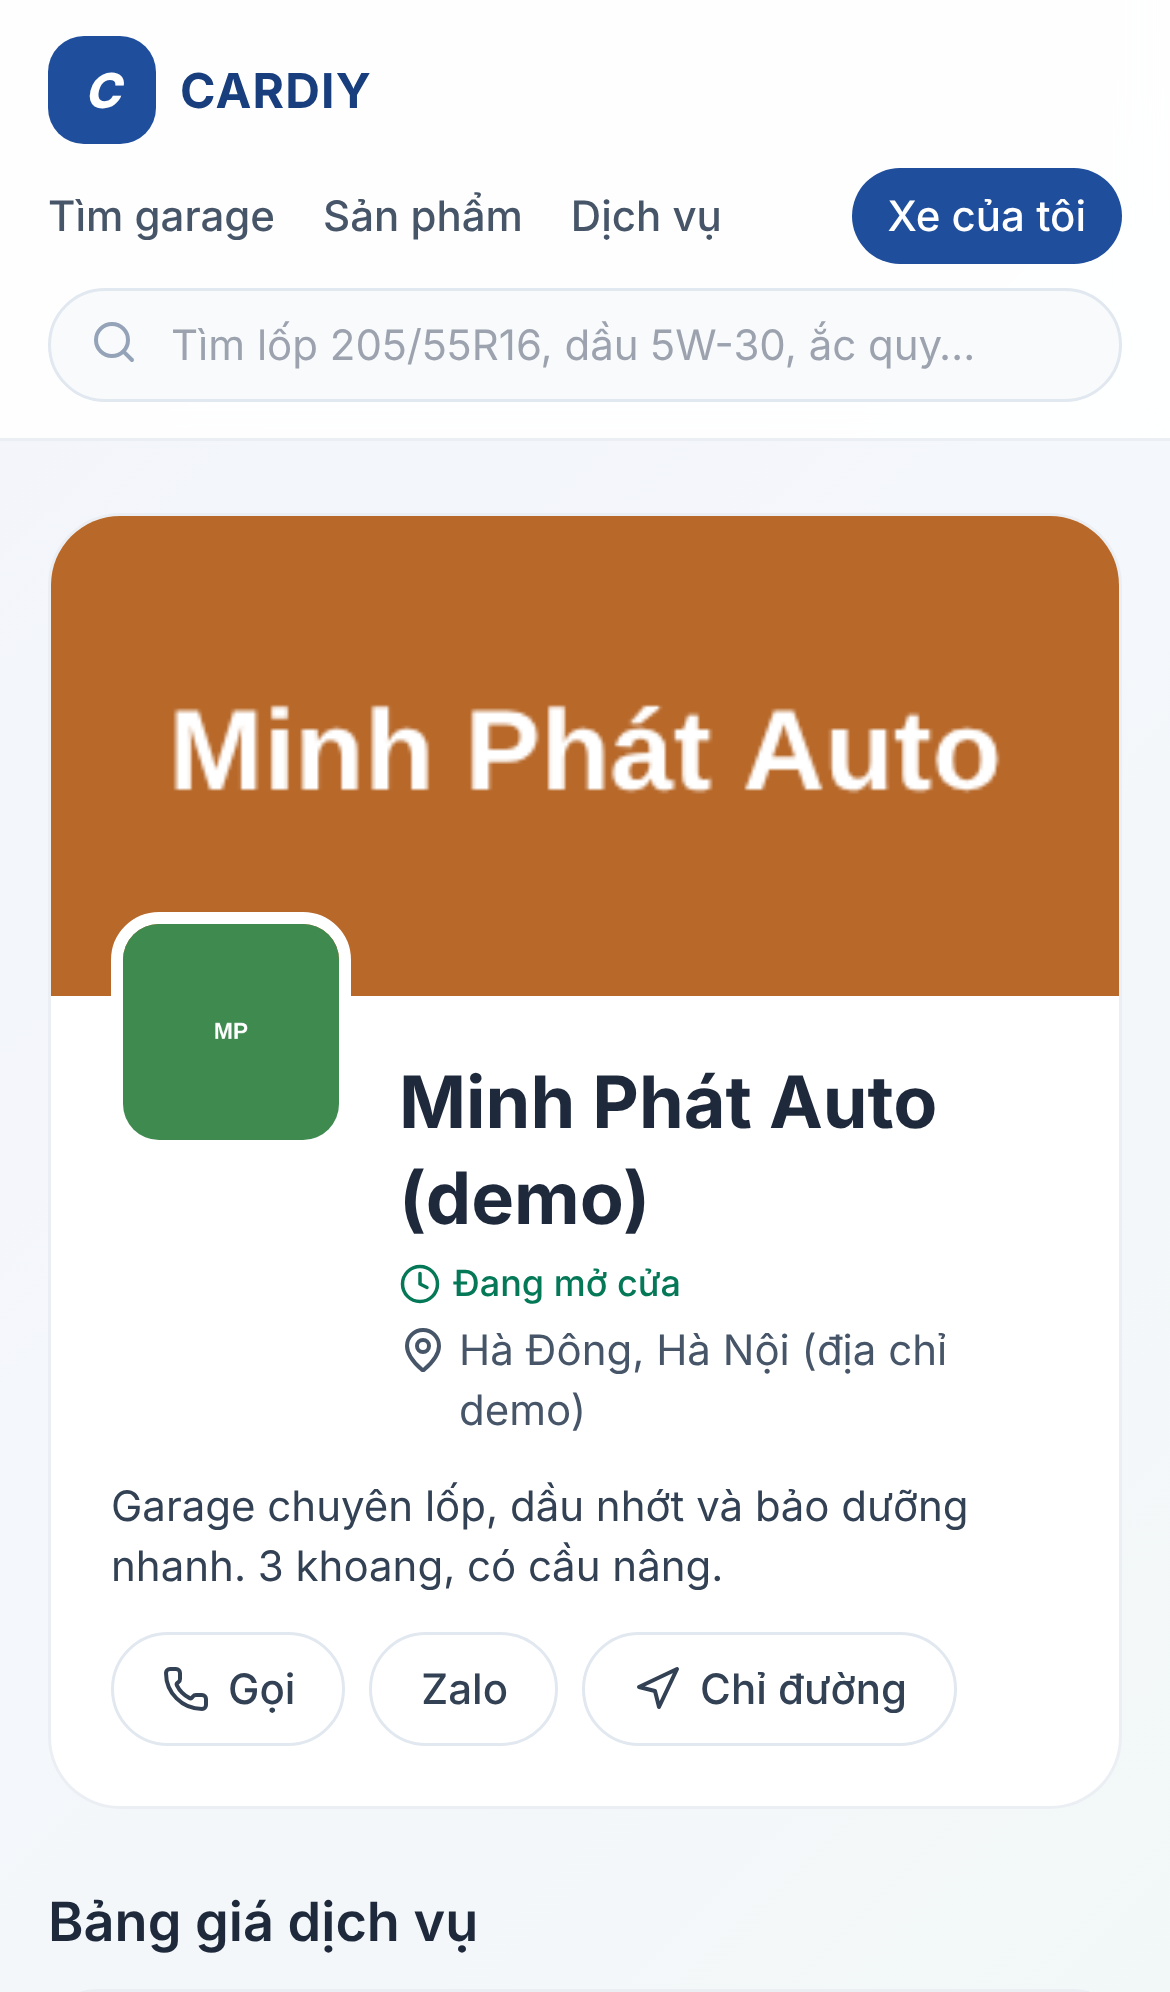 C CARDIY
Tìm garage Sản phẩm Dịch vụ Xe của tôi
Tìm lốp 205/55R16, dầu 5W-30, ắc quy...
Minh Phát Auto
MP
Minh Phát Auto
(demo)
Đang mở cửa
Hà Đông, Hà Nội (địa chỉ
demo)
Garage chuyên lốp, dầu nhớt và bảo dưỡng
nhanh. 3 khoang, có cầu nâng.
Gọi Zalo Chỉ đường
Bảng giá dịch vụ